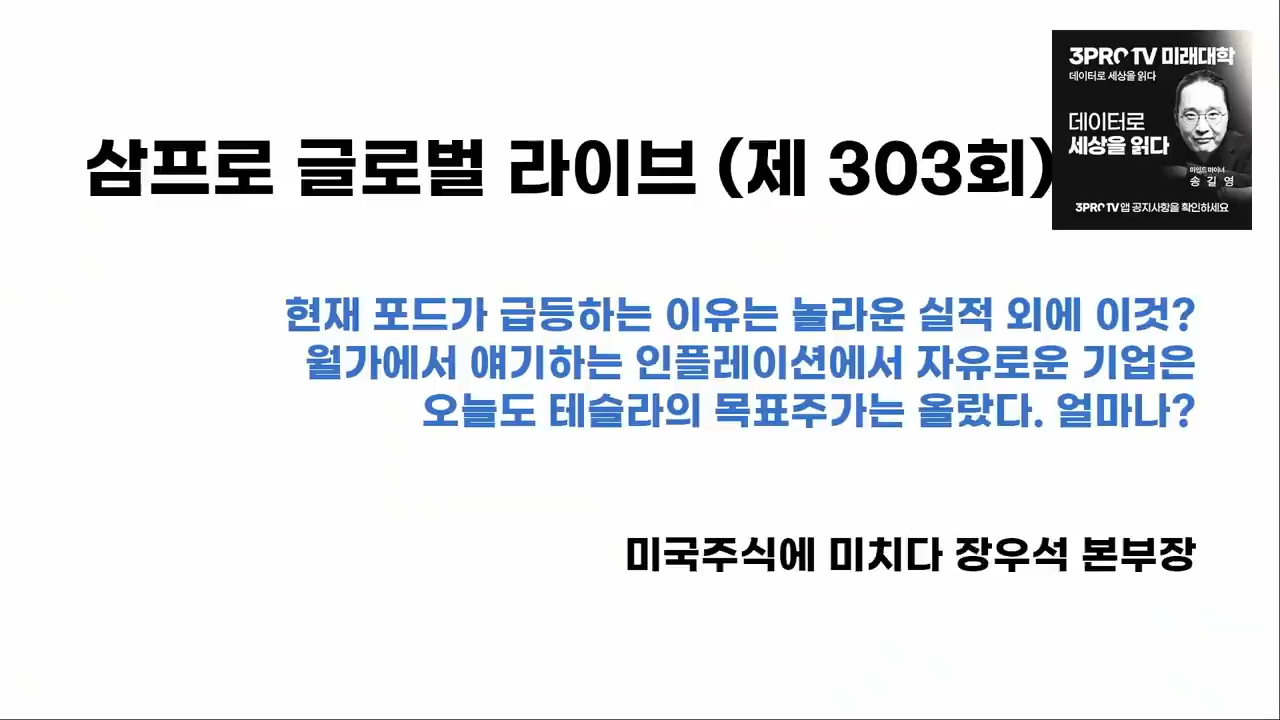 3PRO TV 미래대학
데이터로 세상을 읽다
데이터로
세상을 읽다
마인드 마이너
송 길 영
3PRO TV 앱 공지사항을 확인하세요
삼프로 글로벌 라이브 (제 303회)
현재 포드가 급등하는 이유는 놀라운 실적 외에 이것?
월가에서 얘기하는 인플레이션에서 자유로운 기업은
오늘도 테슬라의 목표주가는 올랐다. 얼마나?
미국주식에 미치다 장우석 본부장